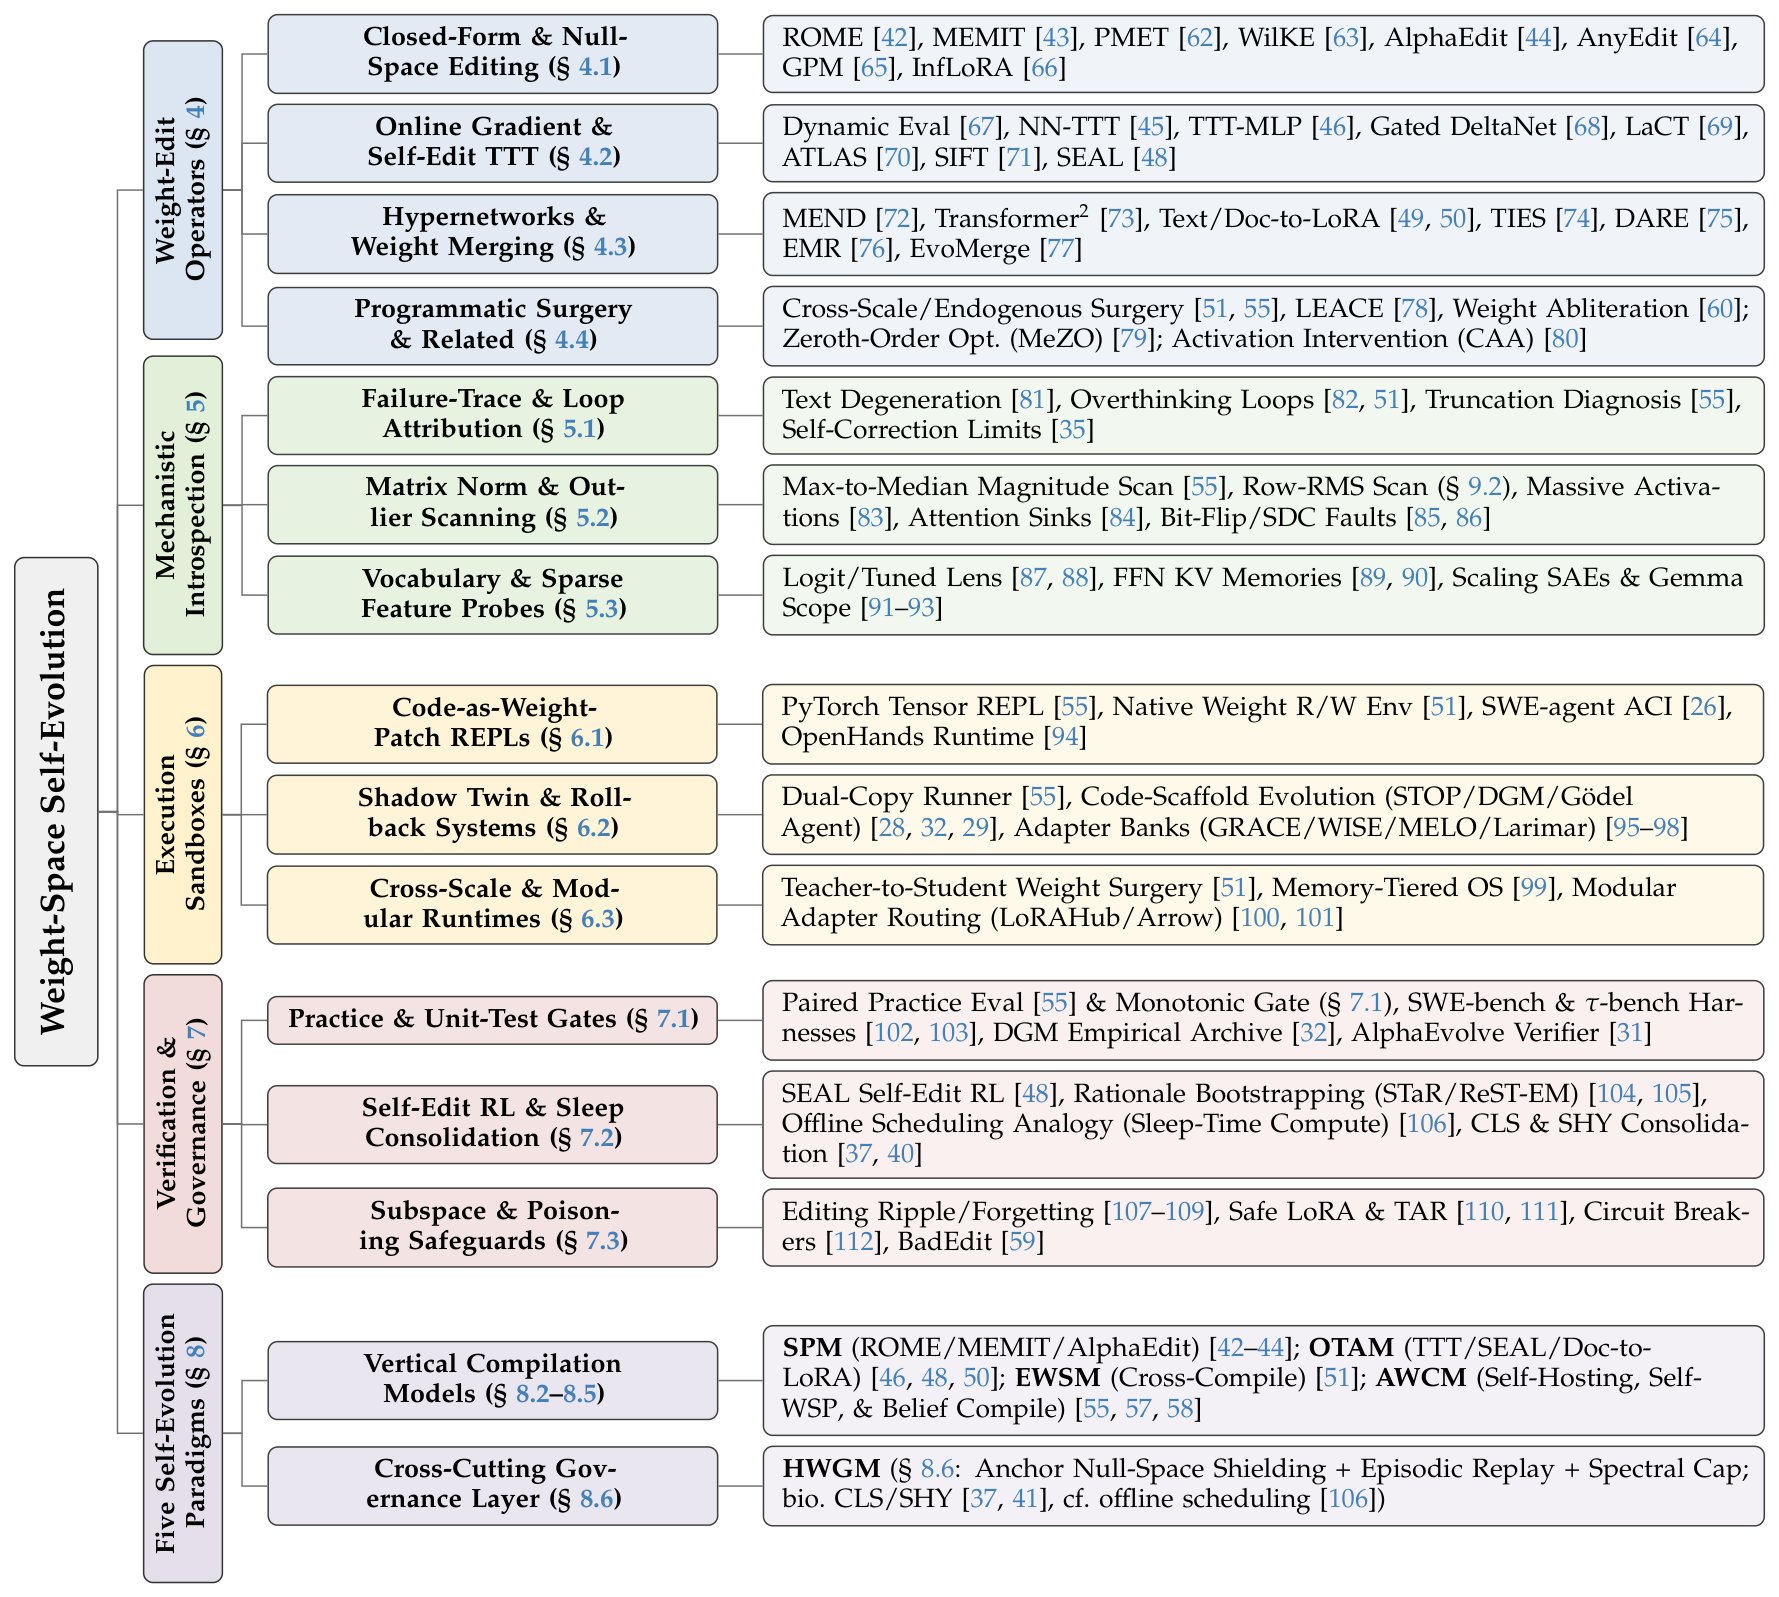 Weight-Space Self-Evolution
Weight-Edit
Operators (§ 4)
Closed-Form & Null-
Space Editing (§ 4.1)
ROME [42], MEMIT [43], PMET [62], WilKE [63], AlphaEdit [44], AnyEdit [64],
GPM [65], InfLoRA [66]
Online Gradient &
Self-Edit TTT (§ 4.2)
Dynamic Eval [67], NN-TTT [45], TTT-MLP [46], Gated DeltaNet [68], LaCT [69],
ATLAS [70], SIFT [71], SEAL [48]
Hypernetworks &
Weight Merging (§ 4.3)
MEND [72], Transformer² [73], Text/Doc-to-LoRA [49, 50], TIES [74], DARE [75],
EMR [76], EvoMerge [77]
Programmatic Surgery
& Related (§ 4.4)
Cross-Scale/Endogenous Surgery [51, 55], LEACE [78], Weight Abliteration [60];
Zeroth-Order Opt. (MeZO) [79]; Activation Intervention (CAA) [80]
Mechanistic
Introspection (§ 5)
Failure-Trace & Loop
Attribution (§ 5.1)
Text Degeneration [81], Overthinking Loops [82, 51], Truncation Diagnosis [55],
Self-Correction Limits [35]
Matrix Norm & Out-
lier Scanning (§ 5.2)
Max-to-Median Magnitude Scan [55], Row-RMS Scan (§ 9.2), Massive Activa-
tions [83], Attention Sinks [84], Bit-Flip/SDC Faults [85, 86]
Vocabulary & Sparse
Feature Probes (§ 5.3)
Logit/Tuned Lens [87, 88], FFN KV Memories [89, 90], Scaling SAEs & Gemma
Scope [91–93]
Execution
Sandboxes (§ 6)
Code-as-Weight-
Patch REPLs (§ 6.1)
PyTorch Tensor REPL [55], Native Weight R/W Env [51], SWE-agent ACI [26],
OpenHands Runtime [94]
Shadow Twin & Roll-
back Systems (§ 6.2)
Dual-Copy Runner [55], Code-Scaffold Evolution (STOP/DGM/Gödel
Agent) [28, 32, 29], Adapter Banks (GRACE/WISE/MELO/Larimar) [95–98]
Cross-Scale & Mod-
ular Runtimes (§ 6.3)
Teacher-to-Student Weight Surgery [51], Memory-Tiered OS [99], Modular
Adapter Routing (LoRAHub/Arrow) [100, 101]
Verification &
Governance (§ 7)
Practice & Unit-Test Gates (§ 7.1)
Paired Practice Eval [55] & Monotonic Gate (§ 7.1), SWE-bench & τ-bench Har-
nesses [102, 103], DGM Empirical Archive [32], AlphaEvolve Verifier [31]
Self-Edit RL & Sleep
Consolidation (§ 7.2)
SEAL Self-Edit RL [48], Rationale Bootstrapping (STaR/ReST-EM) [104, 105],
Offline Scheduling Analogy (Sleep-Time Compute) [106], CLS & SHY Consolida-
tion [37, 40]
Subspace & Poison-
ing Safeguards (§ 7.3)
Editing Ripple/Forgetting [107–109], Safe LoRA & TAR [110, 111], Circuit Break-
ers [112], BadEdit [59]
Five Self-Evolution
Paradigms (§ 8)
Vertical Compilation
Models (§ 8.2–8.5)
SPM (ROME/MEMIT/AlphaEdit) [42–44]; OTAM (TTT/SEAL/Doc-to-
LoRA) [46, 48, 50]; EWSM (Cross-Compile) [51]; AWCM (Self-Hosting, Self-
WSP, & Belief Compile) [55, 57, 58]
Cross-Cutting Gov-
ernance Layer (§ 8.6)
HWGM (§ 8.6: Anchor Null-Space Shielding + Episodic Replay + Spectral Cap;
bio. CLS/SHY [37, 41], cf. offline scheduling [106])